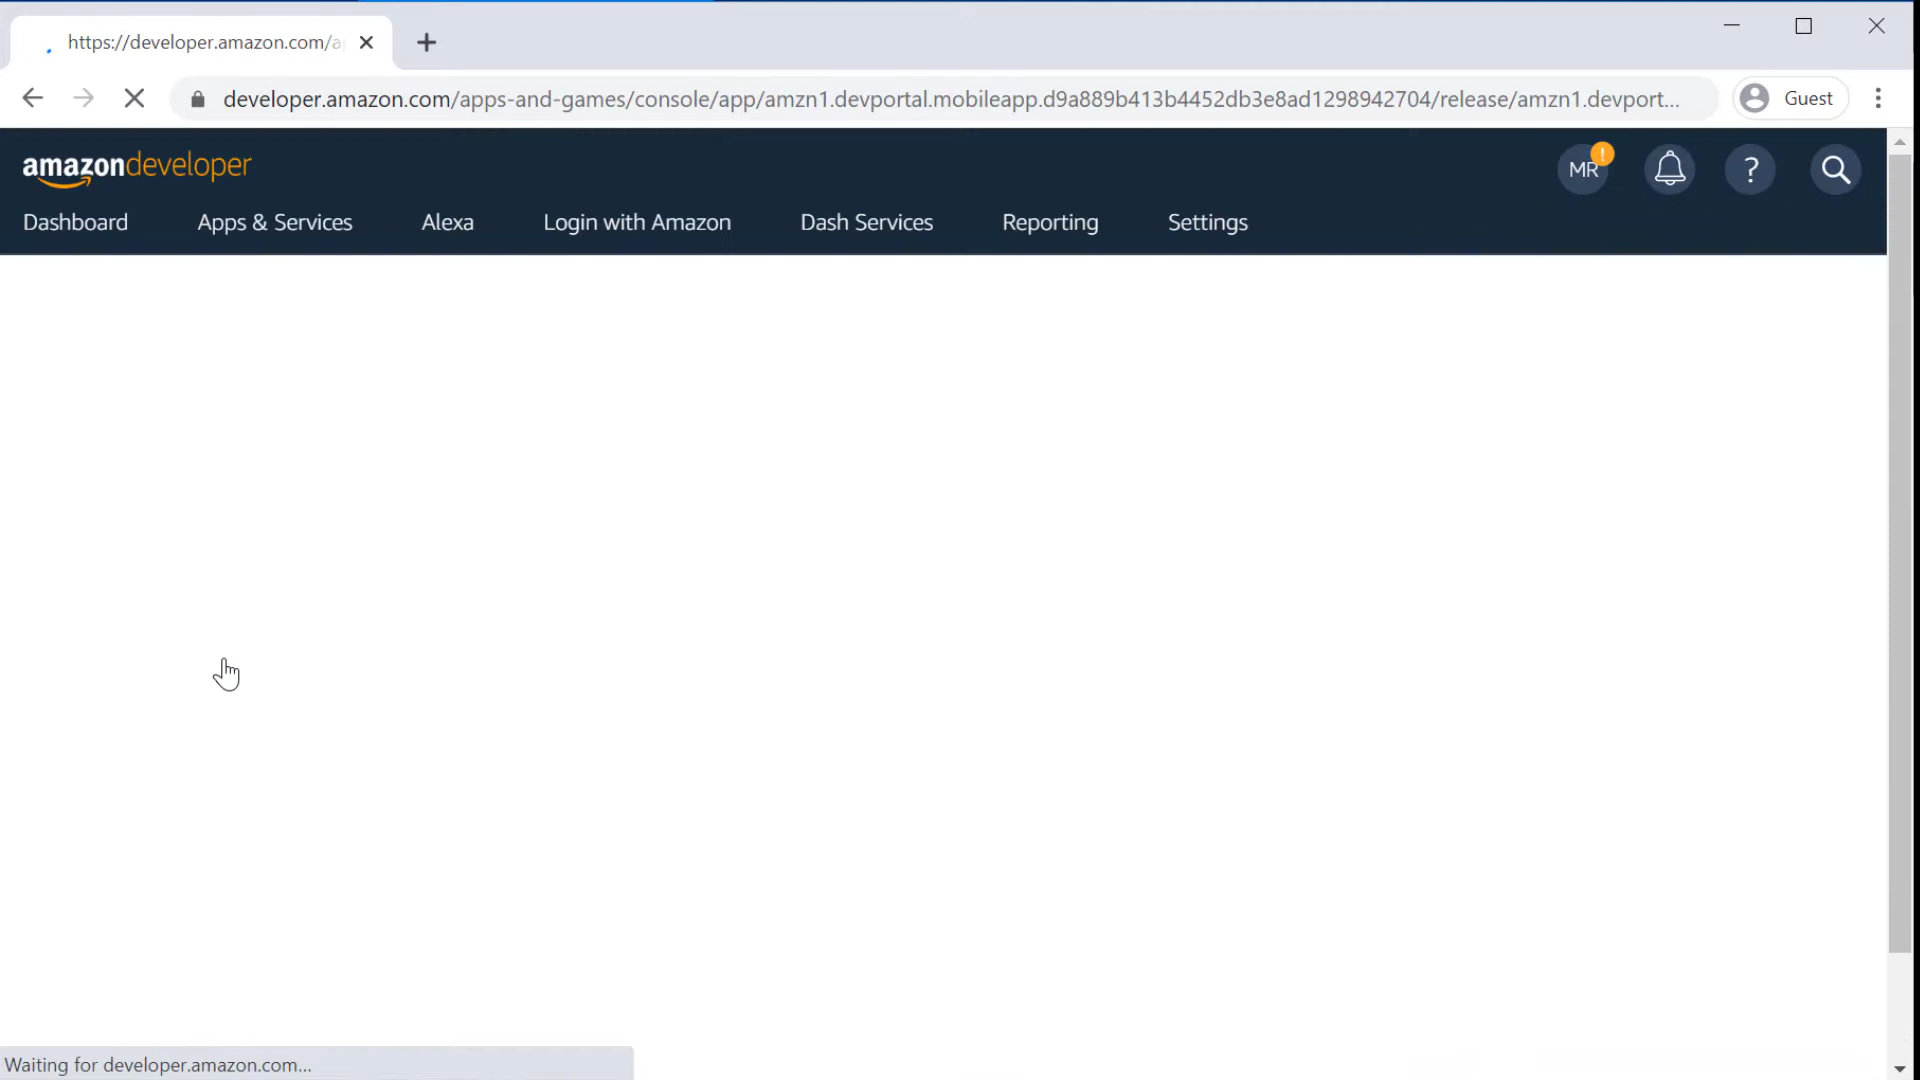 https://developer.amazon.com/a
developer.amazon.com/apps-and-games/console/app/amzn1.devportal.mobileapp.d9a889b413b4452db3e8ad1298942704/release/amzn1.devport...
Guest
amazondeveloper
MR
!
?
Dashboard
Apps & Services
Alexa
Login with Amazon
Dash Services
Reporting
Settings
Waiting for developer.amazon.com...